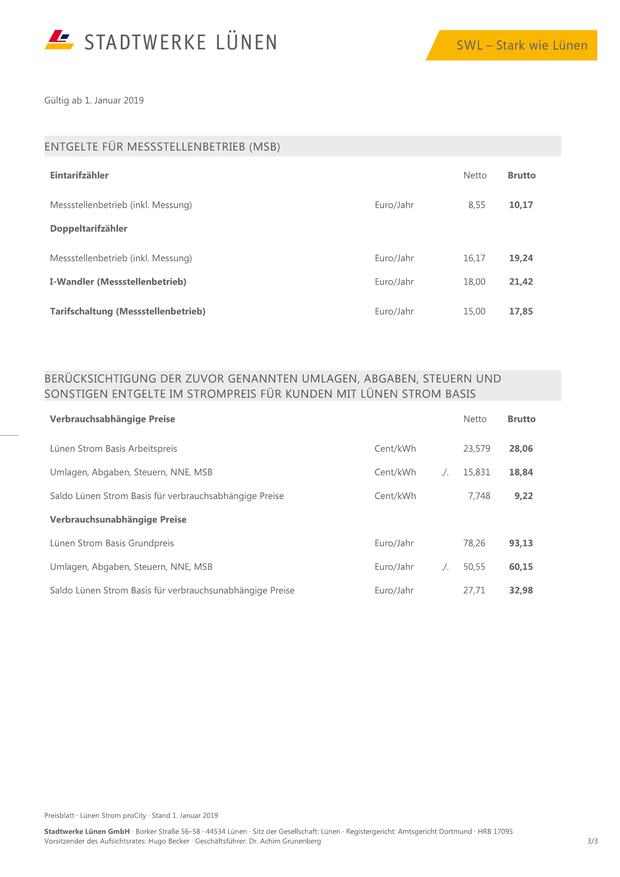 STADTWERKE LÜNEN
SWL – Stark wie Lünen
Gültig ab 1. Januar 2019
ENTGELTE FÜR MESSSTELLENBETRIEB (MSB)
Eintarifzähler Netto Brutto
Messstellenbetrieb (inkl. Messung) Euro/Jahr 8,55 10,17
Doppeltarifzähler
Messstellenbetrieb (inkl. Messung) Euro/Jahr 16,17 19,24
I-Wandler (Messstellenbetrieb) Euro/Jahr 18,00 21,42
Tarifschaltung (Messstellenbetrieb) Euro/Jahr 15,00 17,85
BERÜCKSICHTIGUNG DER ZUVOR GENANNTEN UMLAGEN, ABGABEN, STEUERN UND
SONSTIGEN ENTGELTE IM STROMPREIS FÜR KUNDEN MIT LÜNEN STROM BASIS
Verbrauchsabhängige Preise Netto Brutto
Lünen Strom Basis Arbeitspreis Cent/kWh 23,579 28,06
Umlagen, Abgaben, Steuern, NNE, MSB Cent/kWh ./. 15,831 18,84
Saldo Lünen Strom Basis für verbrauchsabhängige Preise Cent/kWh 7,748 9,22
Verbrauchsunabhängige Preise
Lünen Strom Basis Grundpreis Euro/Jahr 78,26 93,13
Umlagen, Abgaben, Steuern, NNE, MSB Euro/Jahr ./. 50,55 60,15
Saldo Lünen Strom Basis für verbrauchsunabhängige Preise Euro/Jahr 27,71 32,98
Preisblatt · Lünen Strom proCity · Stand 1. Januar 2019
Stadtwerke Lünen GmbH · Borker Straße 56–58 · 44534 Lünen · Sitz der Gesellschaft: Lünen · Registergericht: Amtsgericht Dortmund · HRB 17095
Vorsitzender des Aufsichtsrates: Hugo Becker · Geschäftsführer: Dr. Achim Grunenberg 3/3